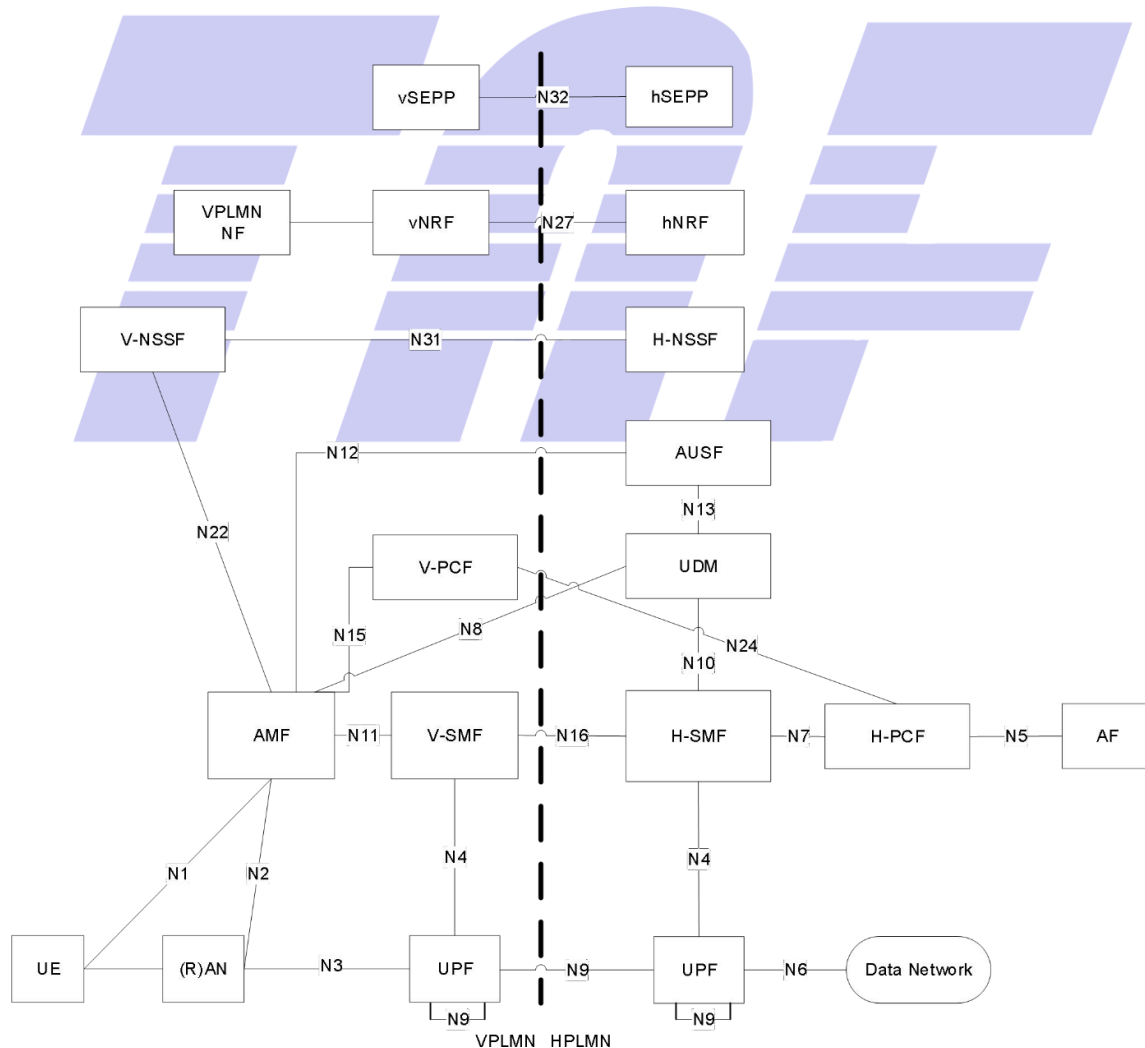 vSEPP
N32
hSEPP
VPLMN
NF
vNRF
N27
hNRF
V-NSSF
N31
H-NSSF
N12
AUSF
N13
N22
V-PCF
UDM
N15
N8
N24
N10
AMF
N11
V-SMF
N16
H-SMF
N7
H-PCF
N5
AF
N4
N4
N1
N2
UE
(R)AN
N3
UPF
N9
UPF
N6
Data Network
N9
N9
VPLMN
HPLMN
TAF